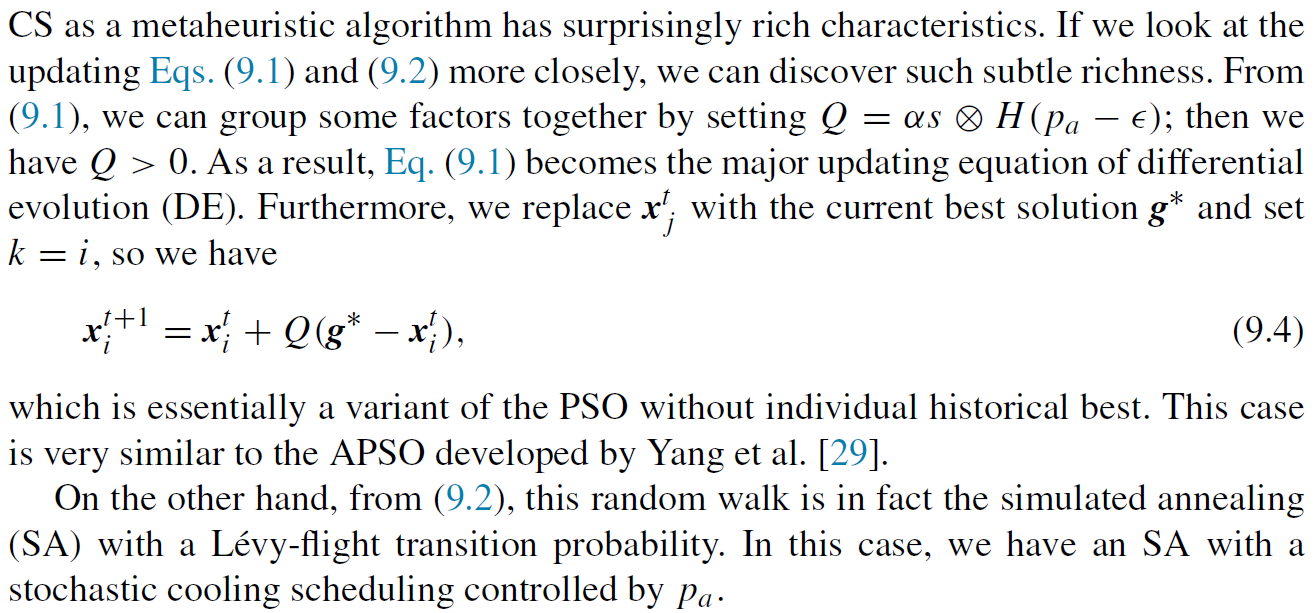 CS as a metaheuristic algorithm has surprisingly rich characteristics. If we look at the
updating Eqs. (9.1) and (9.2) more closely, we can discover such subtle richness. From
(9.1), we can group some factors together by setting Q = αs ⊗ H(pₐ − ϵ); then we
have Q > 0. As a result, Eq. (9.1) becomes the major updating equation of differential
evolution (DE). Furthermore, we replace x_j^t with the current best solution g* and set
k = i, so we have
x_i^{t+1} = x_i^t + Q(g* − x_i^t), (9.4)
which is essentially a variant of the PSO without individual historical best. This case
is very similar to the APSO developed by Yang et al. [29].
On the other hand, from (9.2), this random walk is in fact the simulated annealing
(SA) with a Lévy-flight transition probability. In this case, we have an SA with a
stochastic cooling scheduling controlled by pₐ.